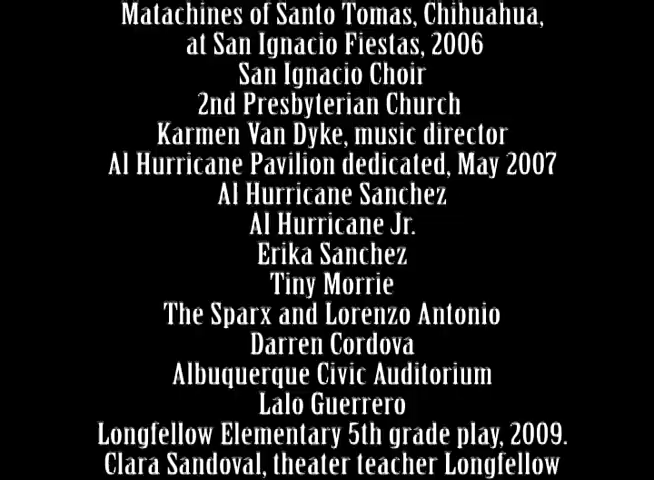 Matachines of Santo Tomas, Chihuahua,
at San Ignacio Fiestas, 2006
San Ignacio Choir
2nd Presbyterian Church
Karmen Van Dyke, music director
Al Hurricane Pavilion dedicated, May 2007
Al Hurricane Sanchez
Al Hurricane Jr.
Erika Sanchez
Tiny Morrie
The Sparx and Lorenzo Antonio
Darren Cordova
Albuquerque Civic Auditorium
Lalo Guerrero
Longfellow Elementary 5th grade play, 2009.
Clara Sandoval, theater teacher Longfellow